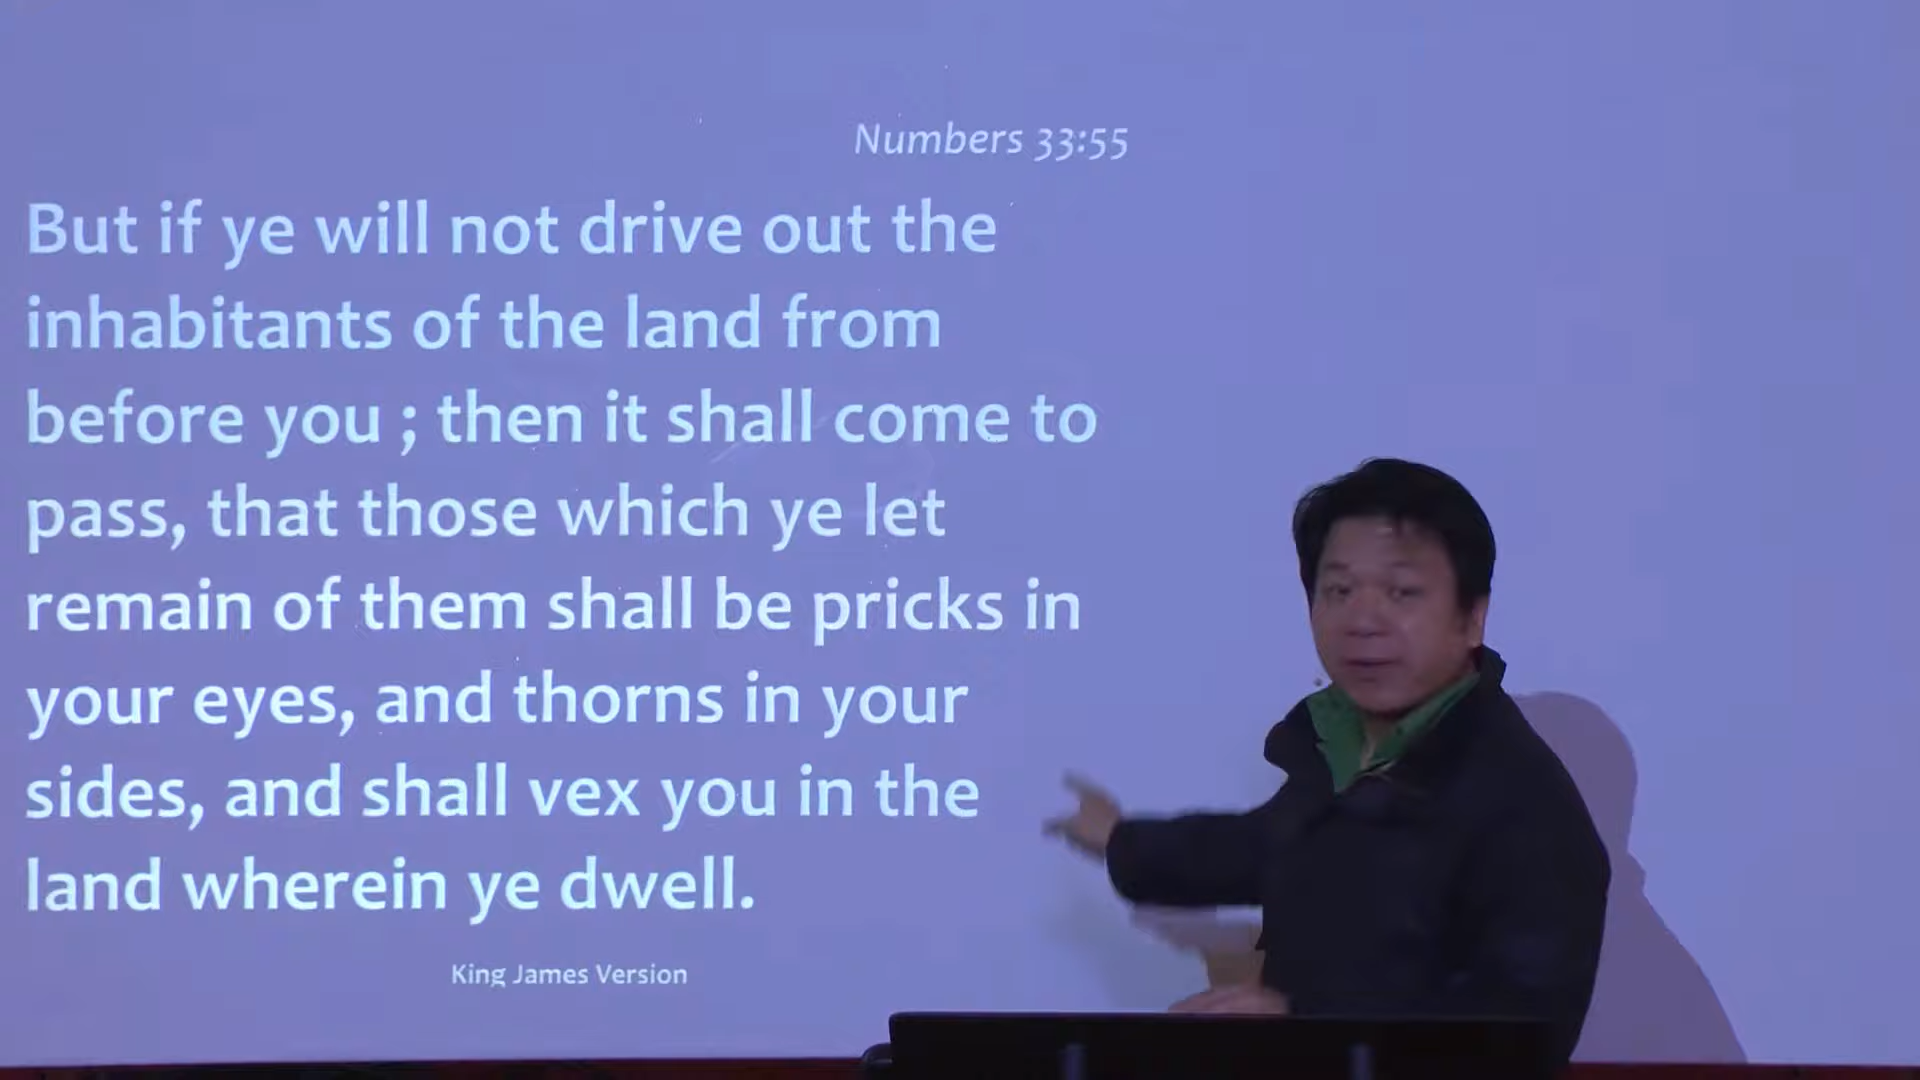 Numbers 33:55
But if ye will not drive out the
inhabitants of the land from
before you ; then it shall come to
pass, that those which ye let
remain of them shall be pricks in
your eyes, and thorns in your
sides, and shall vex you in the
land wherein ye dwell.
King James Version